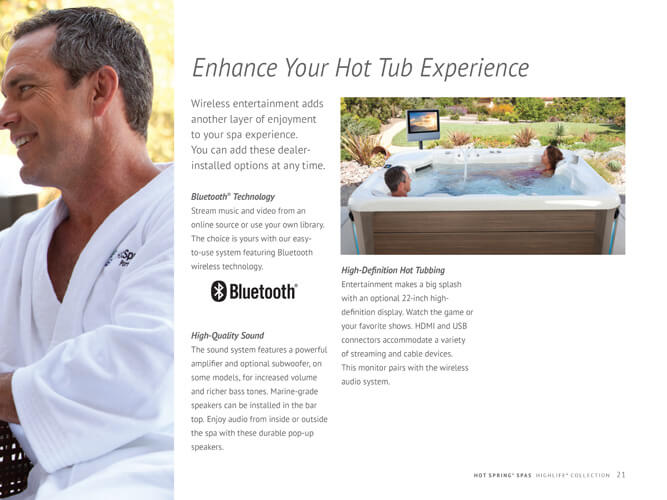 Enhance Your Hot Tub Experience
Wireless entertainment adds
another layer of enjoyment
to your spa experience.
You can add these dealer-
installed options at any time.
Bluetooth® Technology
Stream music and video from an
online source or use your own library.
The choice is yours with our easy-
to-use system featuring Bluetooth
wireless technology.
Bluetooth®
High-Quality Sound
The sound system features a powerful
amplifier and optional subwoofer, on
some models, for increased volume
and richer bass tones. Marine-grade
speakers can be installed in the bar
top. Enjoy audio from inside or outside
the spa with these durable pop-up
speakers.
High-Definition Hot Tubbing
Entertainment makes a big splash
with an optional 22-inch high-
definition display. Watch the game or
your favorite shows. HDMI and USB
connectors accommodate a variety
of streaming and cable devices.
This monitor pairs with the wireless
audio system.
HOT SPRING® SPAS HIGHLIFE® COLLECTION 21